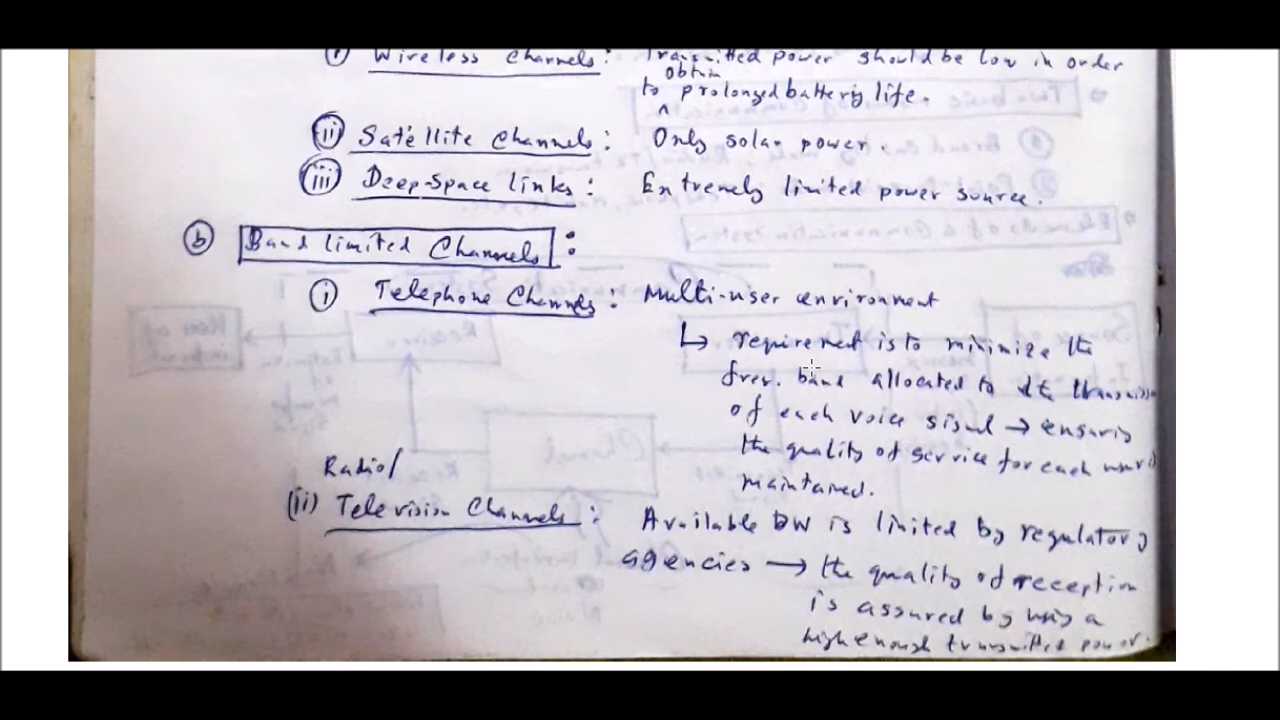 (i) Wireless Channels: Transmitted power should be low in order
to obtain prolonged battery life.
(ii) Satellite Channels: Only solar power.
(iii) Deep-Space links: Extremely limited power source.
(b) Band limited Channels:
(i) Telephone Channels: Multi-user environment
↳ requirement is to minimize the
freq. band allocated to the transmission
of each voice signal → ensuring
the quality of service for each user is
maintained.
Radio/
(ii) Television Channels: Available BW is limited by regulatory
agencies → the quality of reception
is assured by using a
high enough transmitted power.